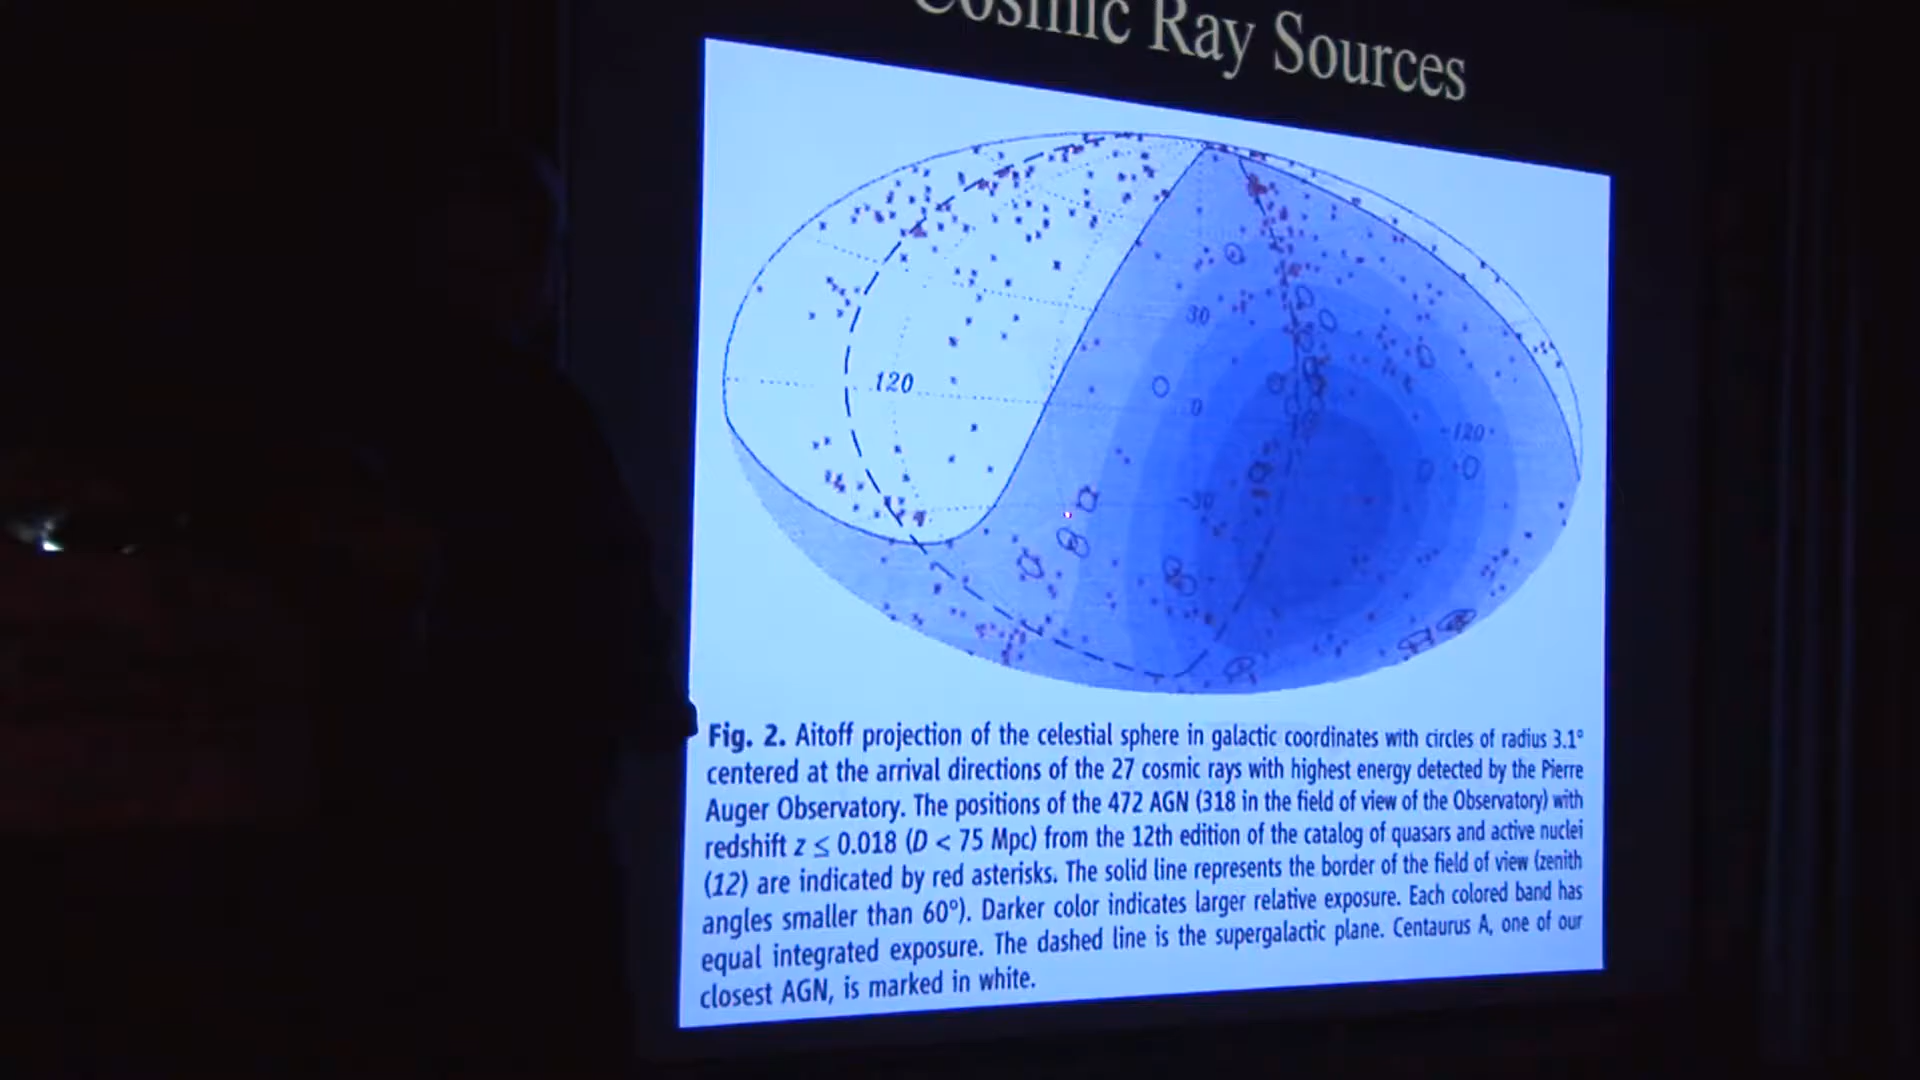 Cosmic Ray Sources
30
120
0
-120
-30
Fig. 2. Aitoff projection of the celestial sphere in galactic coordinates with circles of radius 3.1°
centered at the arrival directions of the 27 cosmic rays with highest energy detected by the Pierre
Auger Observatory. The positions of the 472 AGN (318 in the field of view of the Observatory) with
redshift z ≤ 0.018 (D < 75 Mpc) from the 12th edition of the catalog of quasars and active nuclei
(12) are indicated by red asterisks. The solid line represents the border of the field of view (zenith
angles smaller than 60°). Darker color indicates larger relative exposure. Each colored band has
equal integrated exposure. The dashed line is the supergalactic plane. Centaurus A, one of our
closest AGN, is marked in white.